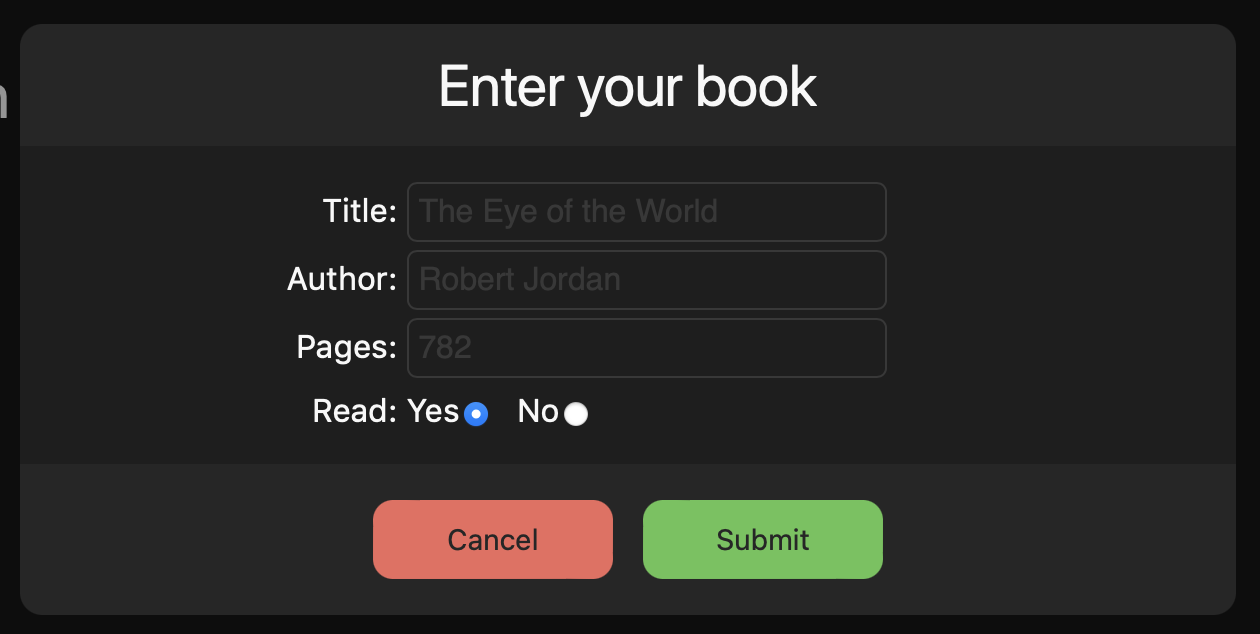 Enter your book
Title: The Eye of the World
Author: Robert Jordan
Pages: 782
Read: Yes No
Cancel Submit